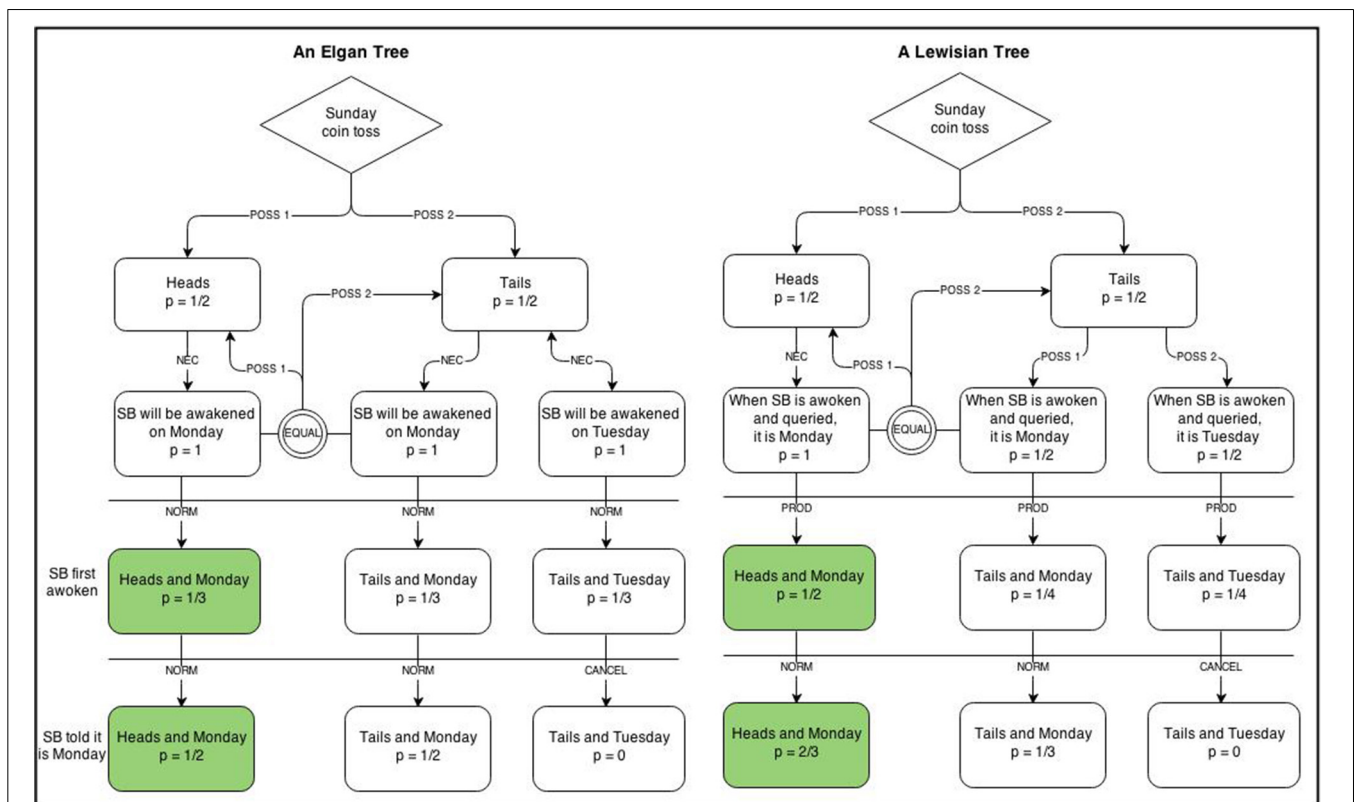 An Elgan Tree
Sunday
coin toss
POSS 1
POSS 2
Heads
p = 1/2
Tails
p = 1/2
POSS 2
NEC
POSS 1
NEC
NEC
SB will be awakened
on Monday
p = 1
EQUAL
SB will be awakened
on Monday
p = 1
SB will be awakened
on Tuesday
p = 1
NORM
NORM
NORM
SB first
awoken
Heads and Monday
p = 1/3
Tails and Monday
p = 1/3
Tails and Tuesday
p = 1/3
NORM
NORM
CANCEL
SB told it
is Monday
Heads and Monday
p = 1/2
Tails and Monday
p = 1/2
Tails and Tuesday
p = 0
A Lewisian Tree
Sunday
coin toss
POSS 1
POSS 2
Heads
p = 1/2
Tails
p = 1/2
POSS 2
NEC
POSS 1
POSS 1
POSS 2
When SB is awoken
and queried,
it is Monday
p = 1
EQUAL
When SB is awoken
and queried,
it is Monday
p = 1/2
When SB is awoken
and queried,
it is Tuesday
p = 1/2
PROD
PROD
PROD
Heads and Monday
p = 1/2
Tails and Monday
p = 1/4
Tails and Tuesday
p = 1/4
NORM
NORM
CANCEL
Heads and Monday
p = 2/3
Tails and Monday
p = 1/3
Tails and Tuesday
p = 0